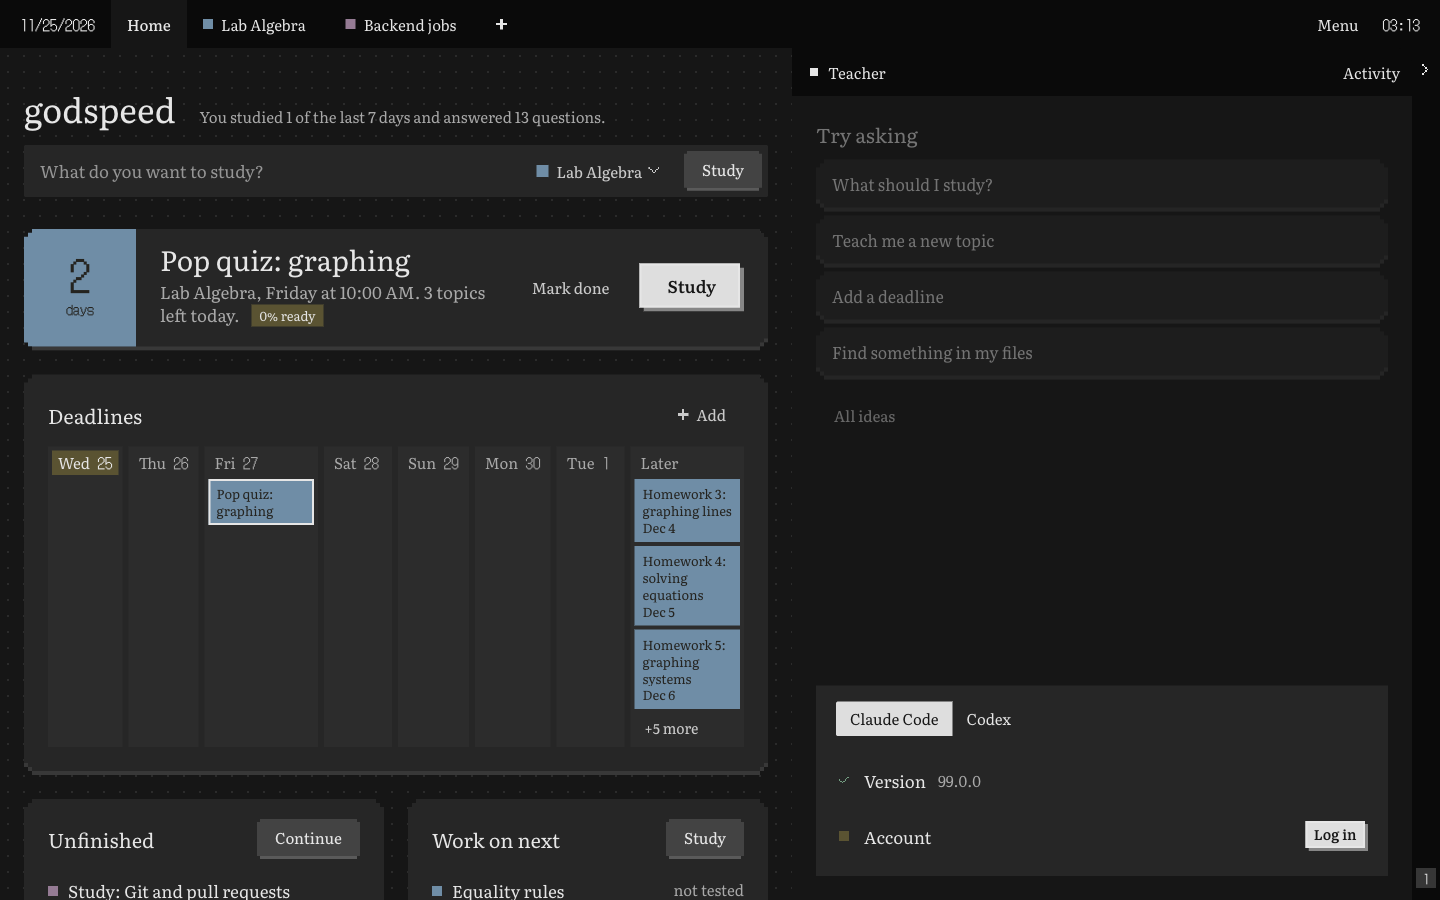 11/25/2026
Home
Lab Algebra
Backend jobs
Menu
03:13
godspeed
You studied 1 of the last 7 days and answered 13 questions.
What do you want to study?
Lab Algebra
Study
2
days
Pop quiz: graphing
Lab Algebra, Friday at 10:00 AM. 3 topics
left today.
0% ready
Mark done
Study
Deadlines
+ Add
Wed 25
Thu 26
Fri 27
Sat 28
Sun 29
Mon 30
Tue 1
Later
Pop quiz:
graphing
Homework 3:
graphing lines
Dec 4
Homework 4:
solving
equations
Dec 5
Homework 5:
graphing
systems
Dec 6
+5 more
Unfinished
Continue
Study: Git and pull requests
Work on next
Study
Equality rules
not tested
Teacher
Activity
Try asking
What should I study?
Teach me a new topic
Add a deadline
Find something in my files
All ideas
Claude Code
Codex
Version 99.0.0
Account
Log in
1